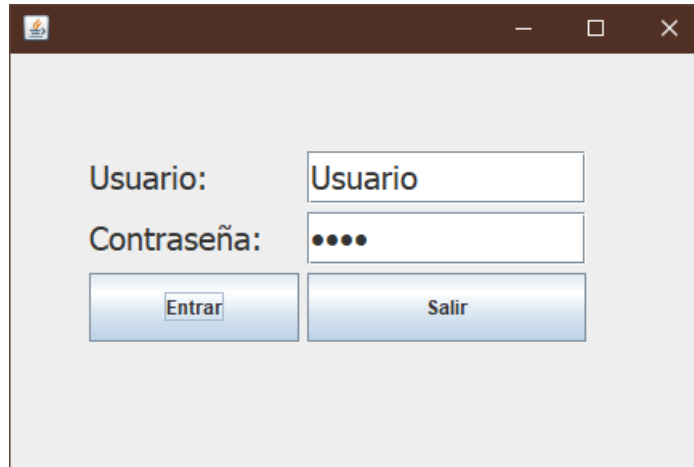 Usuario: Usuario
Contraseña: ••••
Entrar Salir